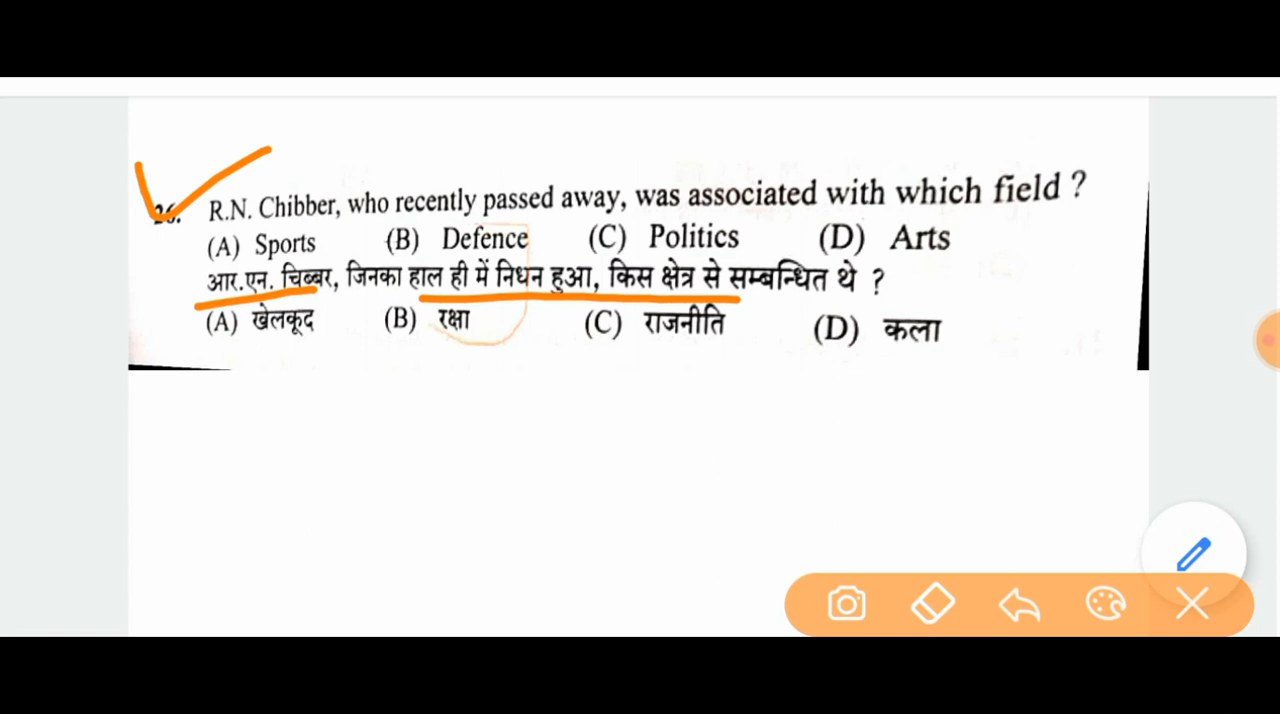 26. R.N. Chibber, who recently passed away, was associated with which field ?
(A) Sports (B) Defence (C) Politics (D) Arts
आर.एन. चिब्बर, जिनका हाल ही में निधन हुआ, किस क्षेत्र से सम्बन्धित थे ?
(A) खेलकूद (B) रक्षा (C) राजनीति (D) कला